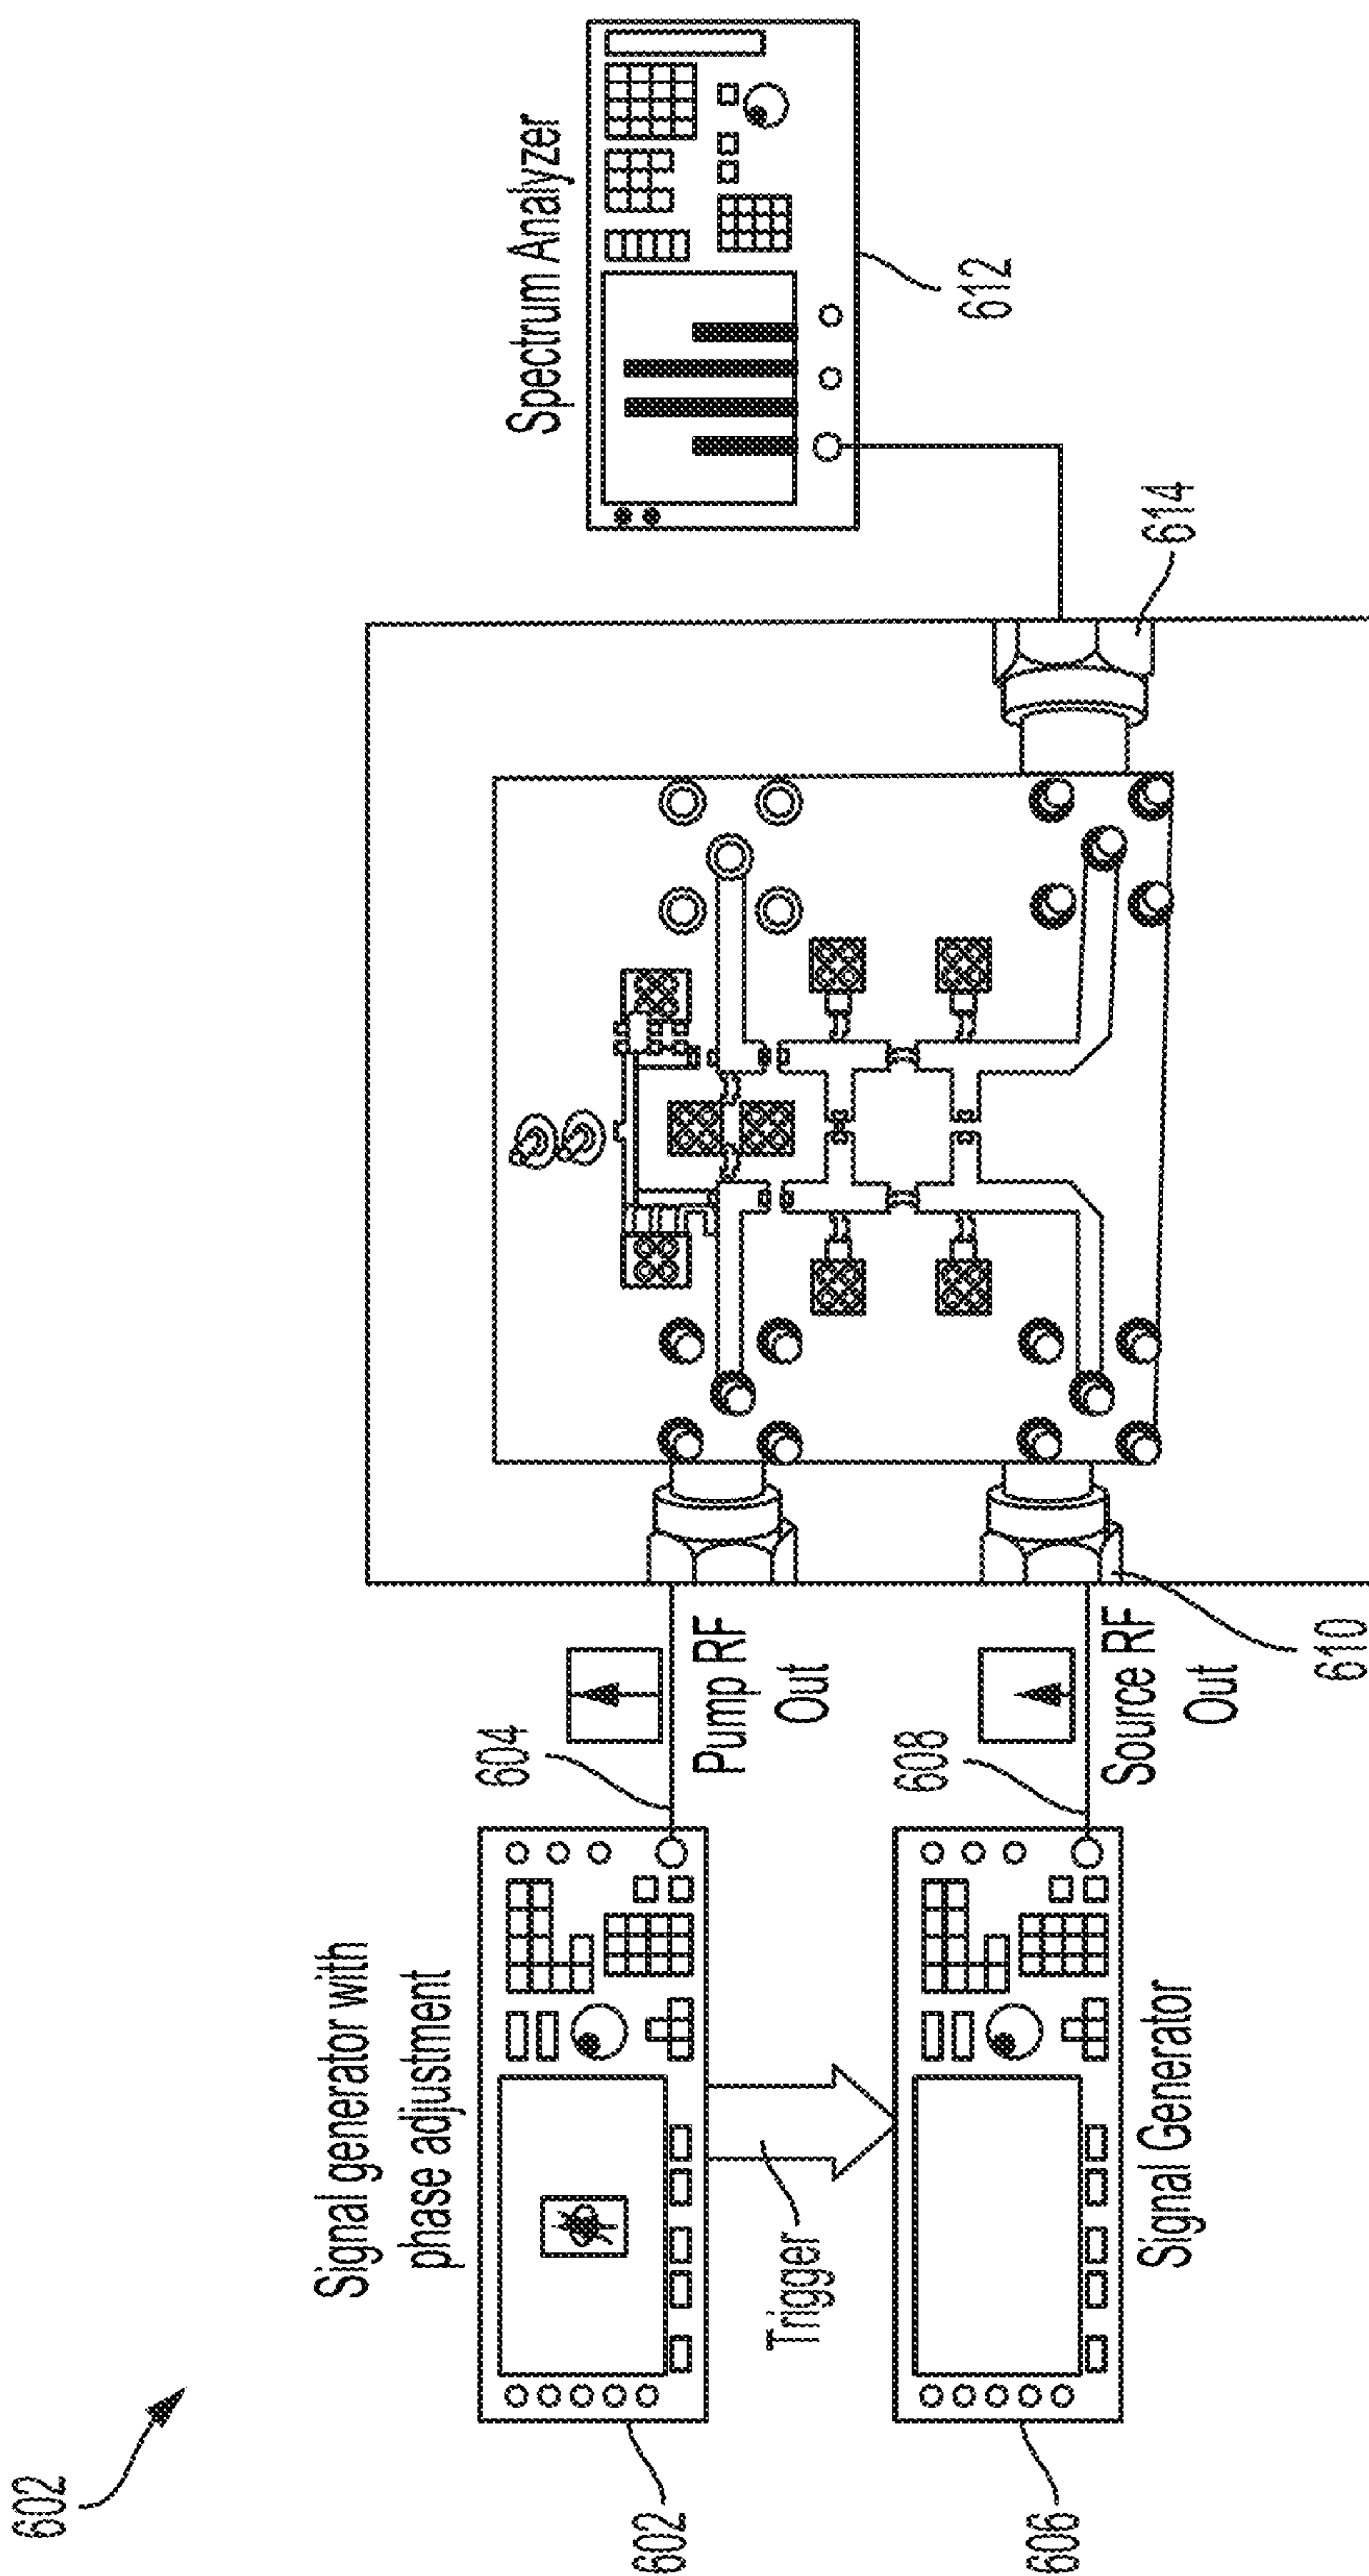 602
Signal generator with
phase adjustment
602
604
Pump RF
Out
Trigger
606
Signal Generator
608
Source RF
Out
610
Spectrum Analyzer
612
614